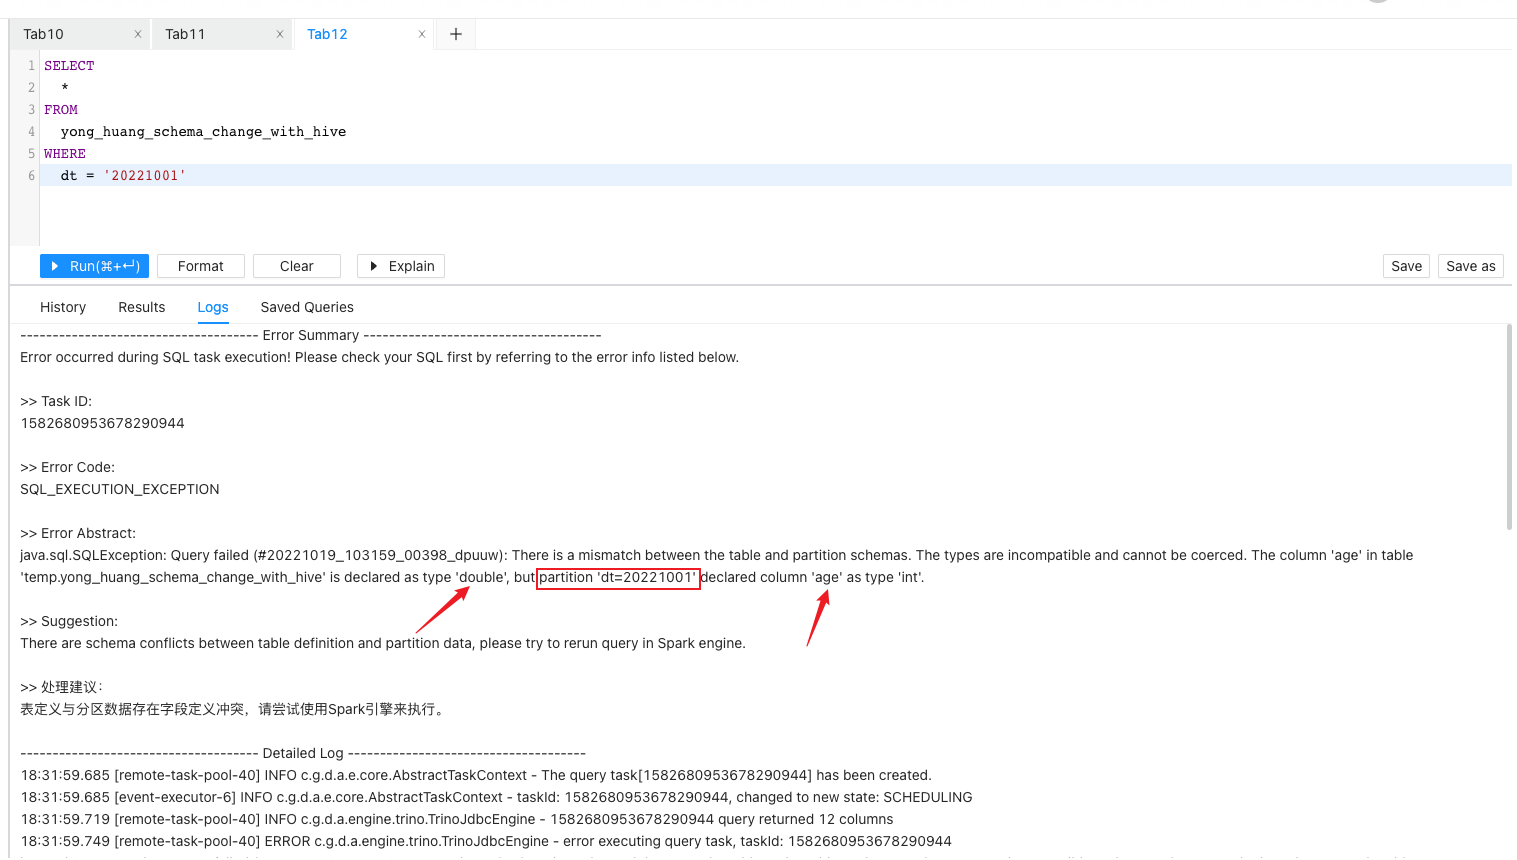 Tab10 x Tab11 x Tab12 x +
1 SELECT
2 *
3 FROM
4 yong_huang_schema_change_with_hive
5 WHERE
6 dt = '20221001'
Run(⌘+↵) Format Clear Explain Save Save as
History Results Logs Saved Queries
------------------------------------- Error Summary -------------------------------------
Error occurred during SQL task execution! Please check your SQL first by referring to the error info listed below.
>> Task ID:
1582680953678290944
>> Error Code:
SQL_EXECUTION_EXCEPTION
>> Error Abstract:
java.sql.SQLException: Query failed (#20221019_103159_00398_dpuuw): There is a mismatch between the table and partition schemas. The types are incompatible and cannot be coerced. The column 'age' in table
'temp.yong_huang_schema_change_with_hive' is declared as type 'double', but partition 'dt=20221001' declared column 'age' as type 'int'.
>> Suggestion:
There are schema conflicts between table definition and partition data, please try to rerun query in Spark engine.
>> 处理建议：
表定义与分区数据存在字段定义冲突，请尝试使用Spark引擎来执行。
------------------------------------- Detailed Log -------------------------------------
18:31:59.685 [remote-task-pool-40] INFO c.g.d.a.e.core.AbstractTaskContext - The query task[1582680953678290944] has been created.
18:31:59.685 [event-executor-6] INFO c.g.d.a.e.core.AbstractTaskContext - taskId: 1582680953678290944, changed to new state: SCHEDULING
18:31:59.719 [remote-task-pool-40] INFO c.g.d.a.engine.trino.TrinoJdbcEngine - 1582680953678290944 query returned 12 columns
18:31:59.749 [remote-task-pool-40] ERROR c.g.d.a.engine.trino.TrinoJdbcEngine - error executing query task, taskId: 1582680953678290944